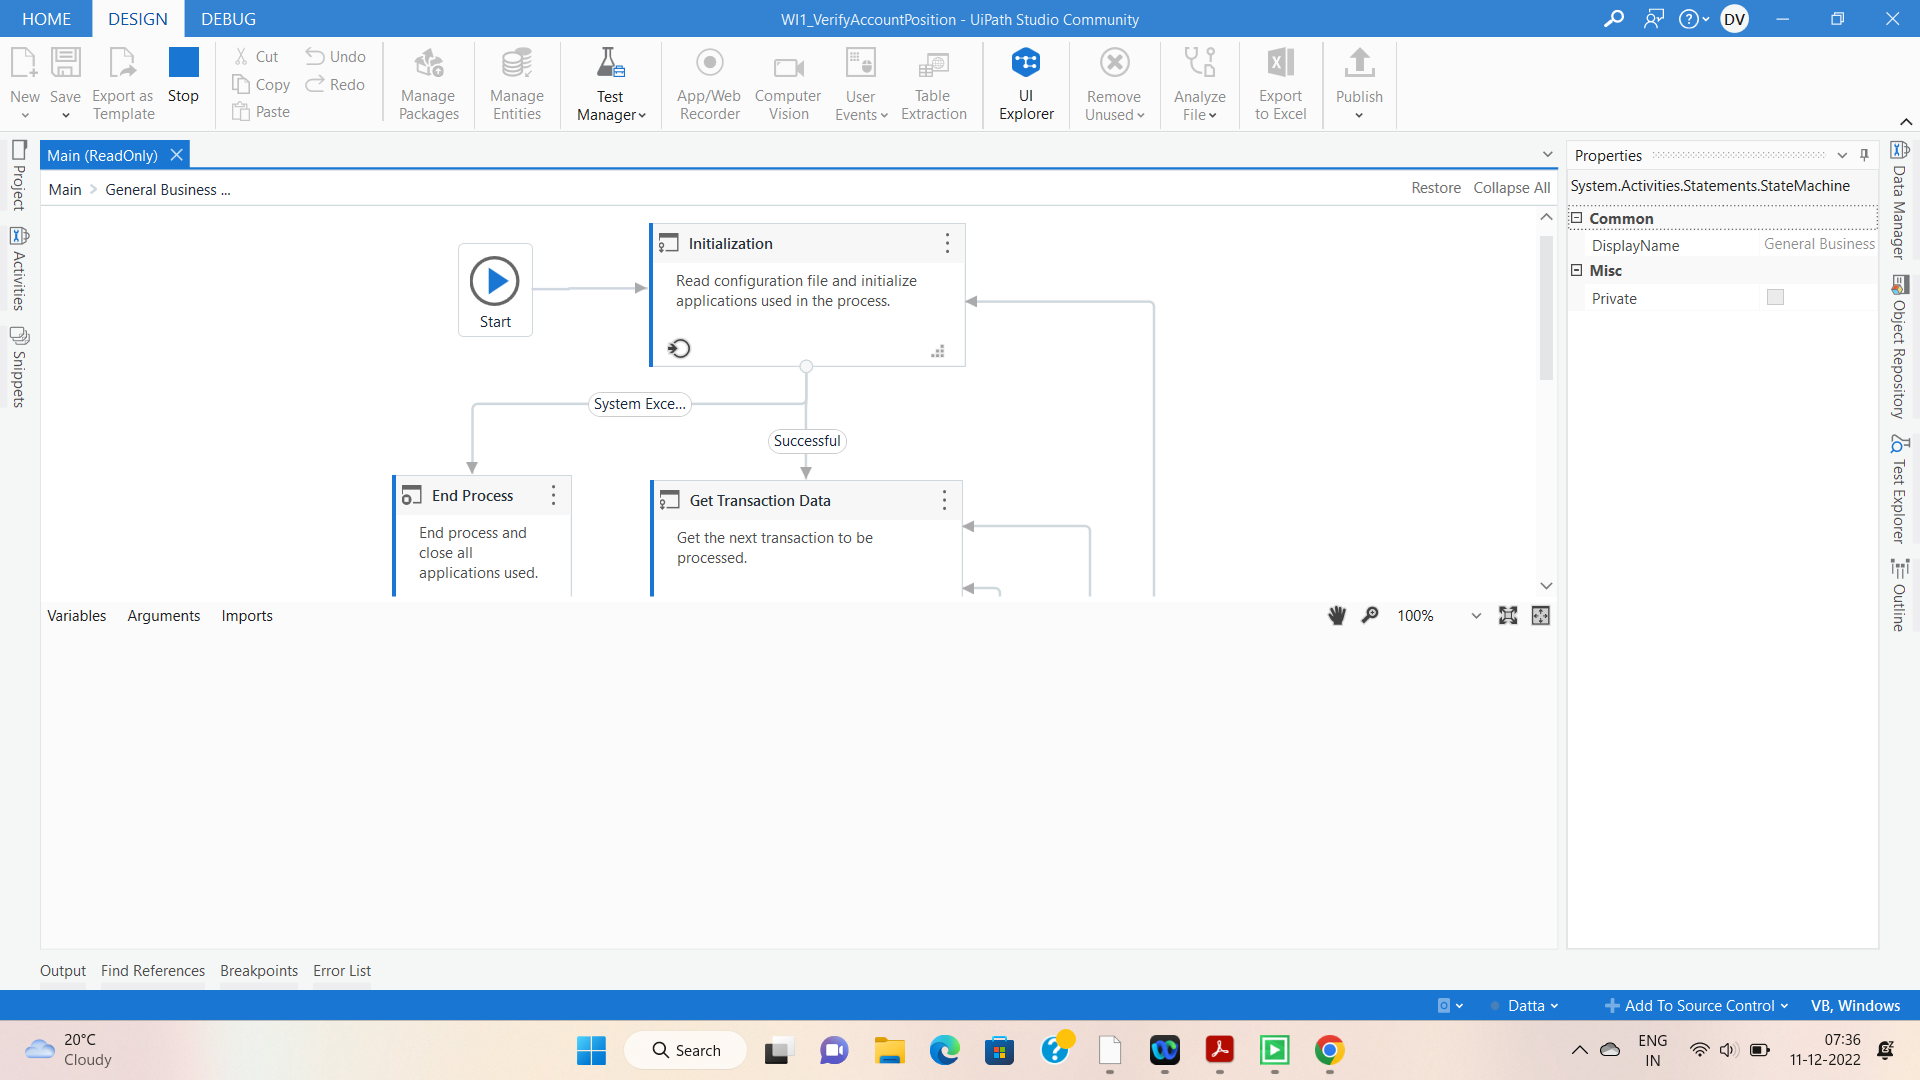 HOME DESIGN DEBUG
WI1_VerifyAccountPosition - UiPath Studio Community
DV
New
Save
Export as
Template
Stop
Cut
Copy
Paste
Undo
Redo
Manage
Packages
Manage
Entities
Test
Manager
App/Web
Recorder
Computer
Vision
User
Events
Table
Extraction
UI
Explorer
Remove
Unused
Analyze
File
Export
to Excel
Publish
Project
Activities
Snippets
Main (ReadOnly)
Main > General Business ...
Restore Collapse All
Start
Initialization
Read configuration file and initialize
applications used in the process.
System Exce...
Successful
End Process
End process and
close all
applications used.
Get Transaction Data
Get the next transaction to be
processed.
Variables Arguments Imports
100%
Properties
System.Activities.Statements.StateMachine
Common
DisplayName General Business
Misc
Private
Data Manager
Object Repository
Test Explorer
Outline
Output Find References Breakpoints Error List
0
Datta
Add To Source Control
VB, Windows
20°C
Cloudy
Search
ENG
IN
07:36
11-12-2022